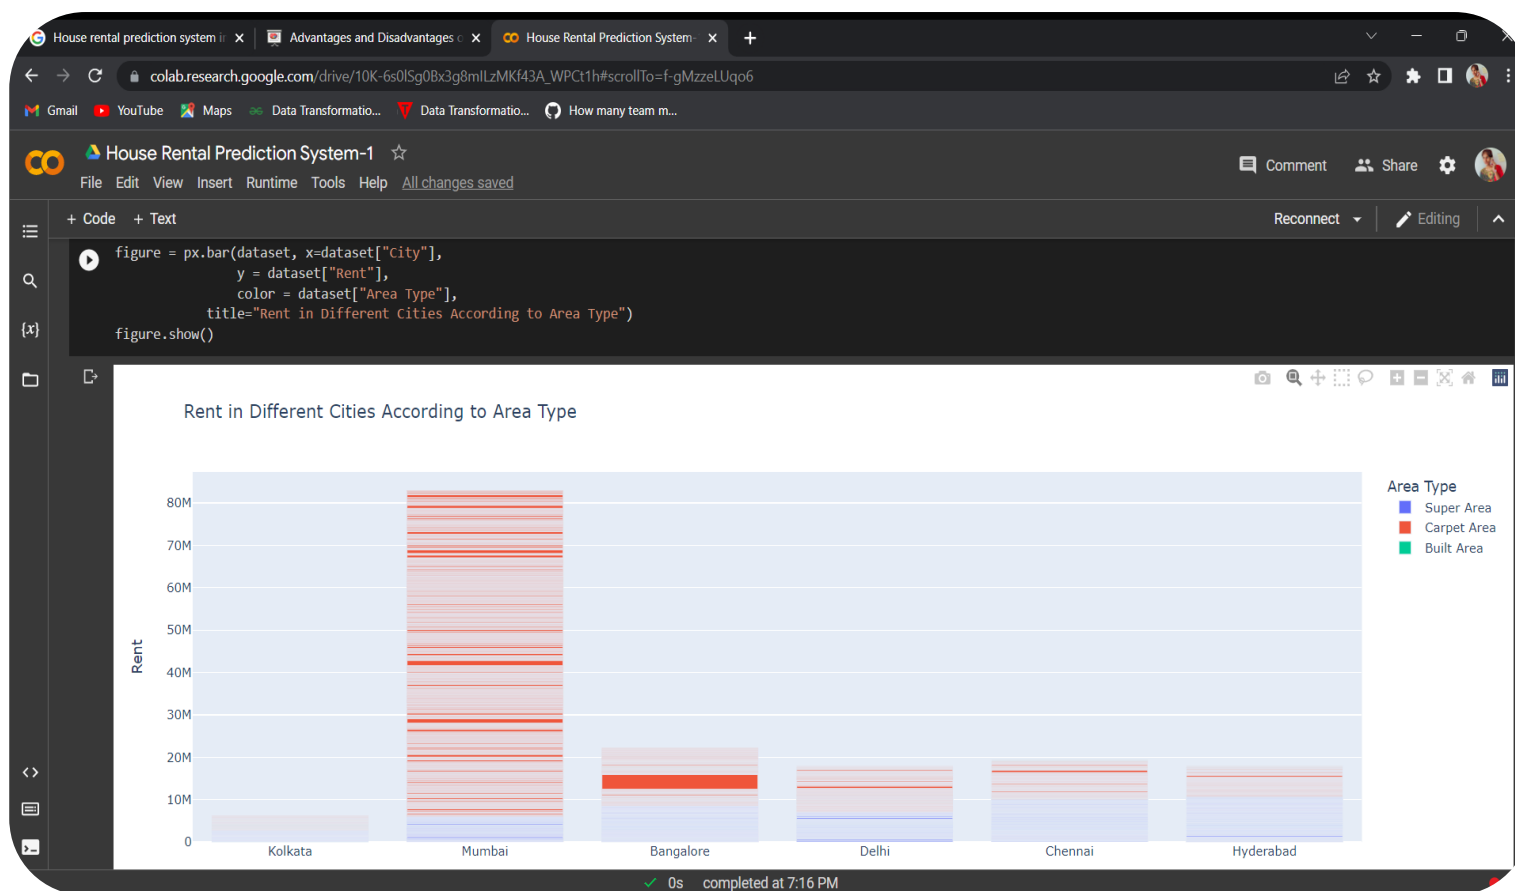 House rental prediction system i
Advantages and Disadvantages
House Rental Prediction System-
colab.research.google.com/drive/10K-6s0lSg0Bx3g8mILzMKf43A_WPCt1h#scrollTo=f-gMzzeLUqo6
Gmail YouTube Maps Data Transformatio... Data Transformatio... How many team m...
House Rental Prediction System-1
Comment Share
File Edit View Insert Runtime Tools Help All changes saved
+ Code + Text
Reconnect Editing
figure = px.bar(dataset, x=dataset["City"],
y = dataset["Rent"],
color = dataset["Area Type"],
title="Rent in Different Cities According to Area Type")
figure.show()
{x}
Rent in Different Cities According to Area Type
Area Type
Super Area
Carpet Area
Built Area
80M
70M
60M
50M
40M
30M
20M
10M
0
Rent
Kolkata Mumbai Bangalore Delhi Chennai Hyderabad
0s completed at 7:16 PM